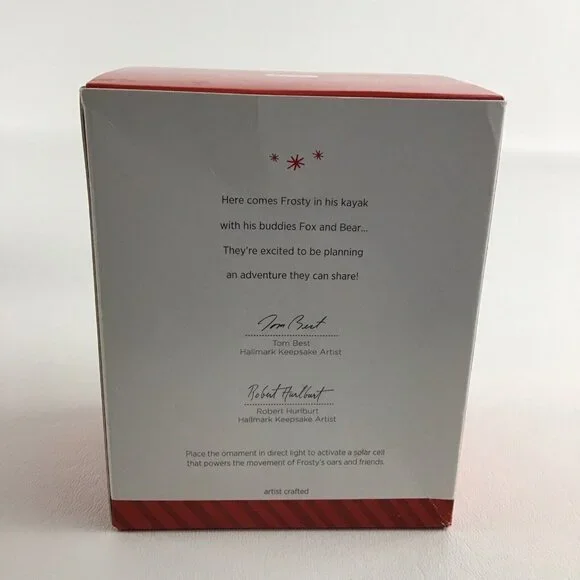 Here comes Frosty in his kayak
with his buddies Fox and Bear...
They're excited to be planning
an adventure they can share!
Tom Best
Tom Best
Hallmark Keepsake Artist
Robert Hurlburt
Robert Hurlburt
Hallmark Keepsake Artist
Place the ornament in direct light to activate a solar cell
that powers the movement of Frosty's oars and friends.
artist crafted